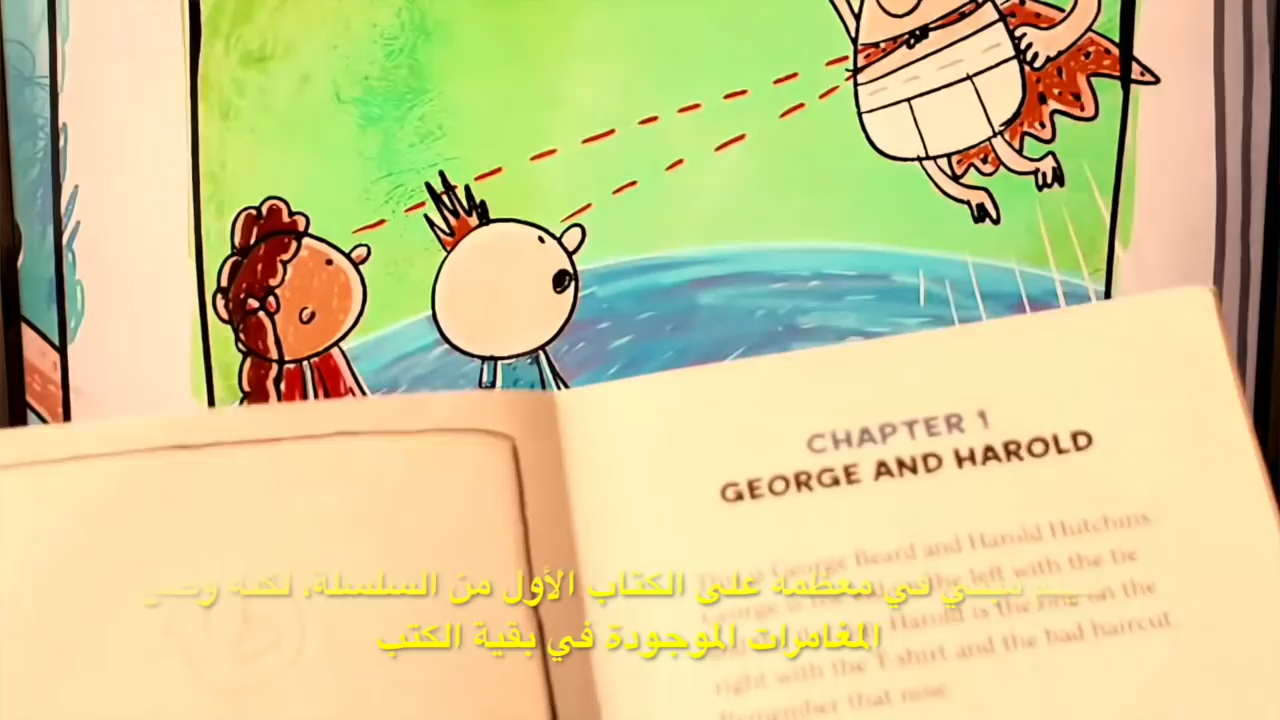 CHAPTER 1
GEORGE AND HAROLD
George Beard and Harold Hutchins
the left with the tie
Harold is the one on the
right with the T-shirt and the bad haircut.
Remember that now.
في معظمه على الكتاب الأول من السلسلة، لكنه
المغامرات الموجودة في بقية الكتب